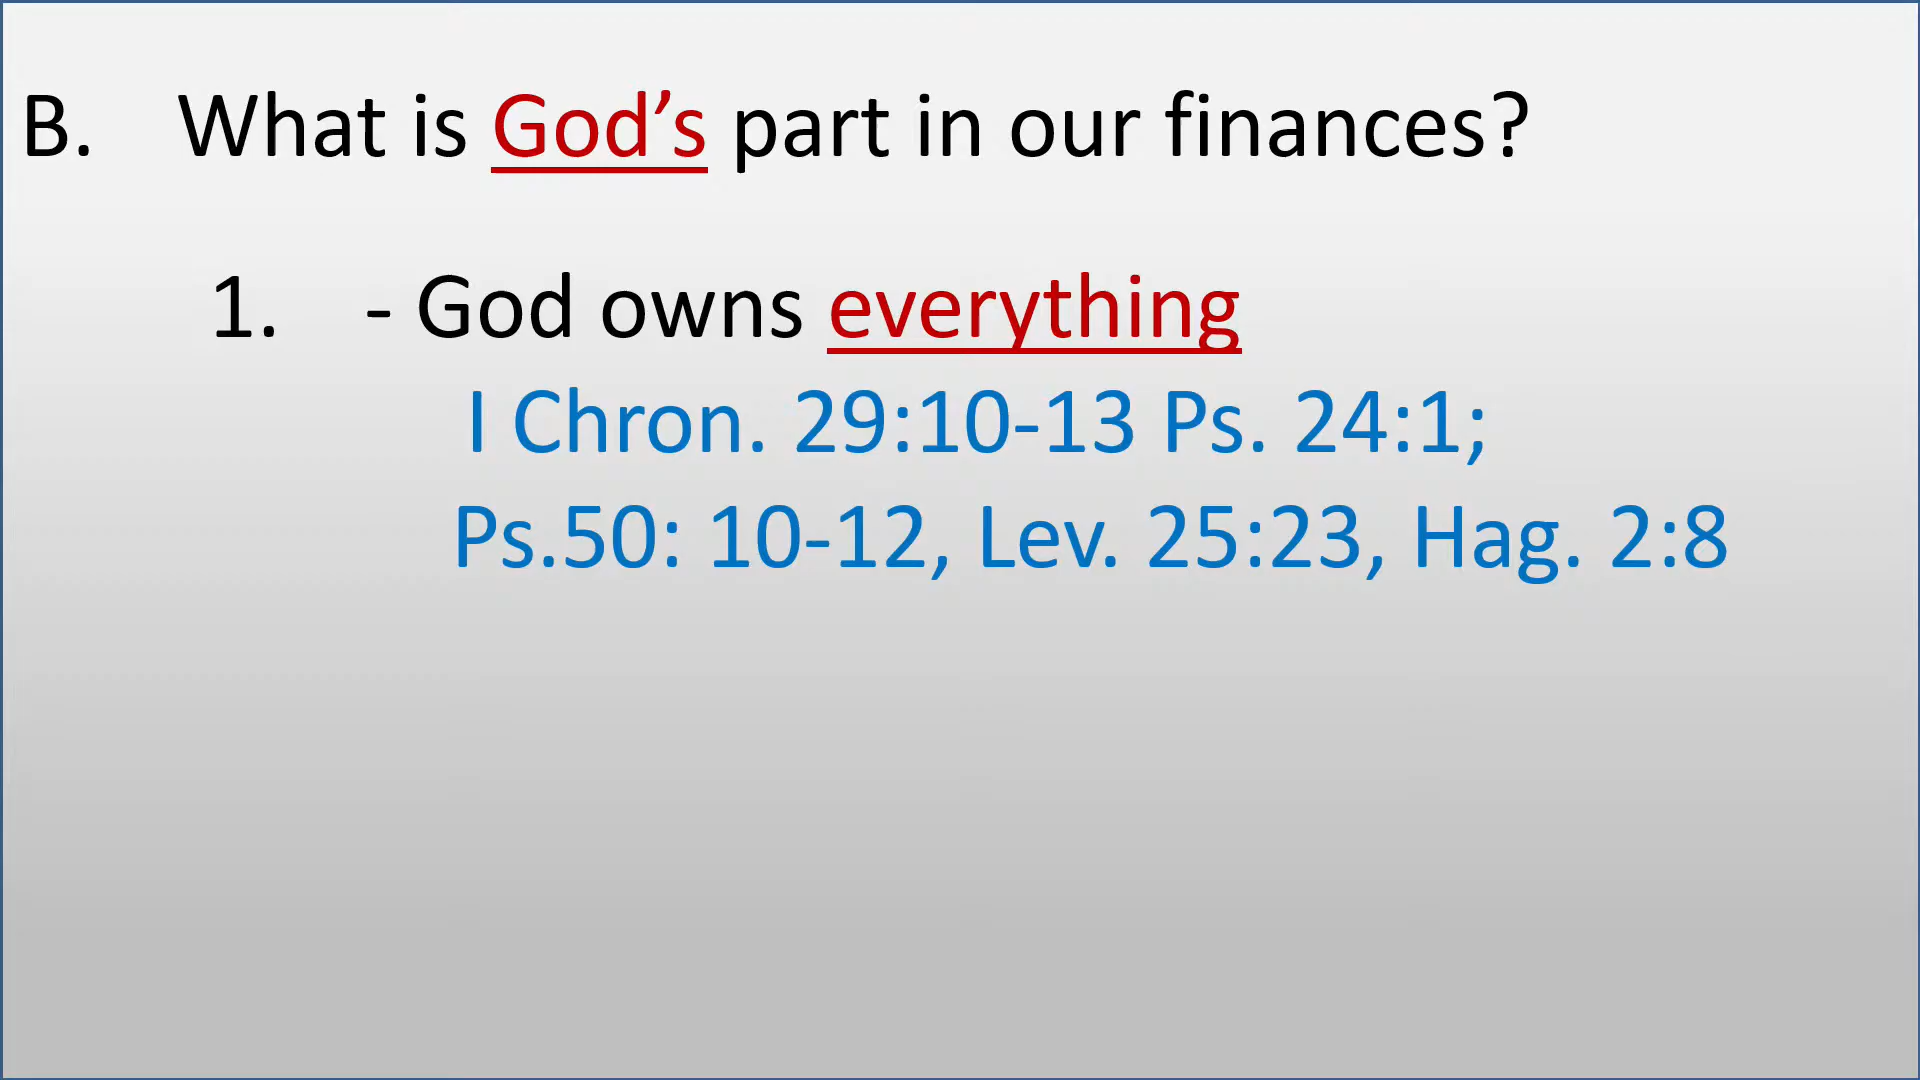 B. What is God’s part in our finances?
1. - God owns everything
I Chron. 29:10-13 Ps. 24:1;
Ps.50: 10-12, Lev. 25:23, Hag. 2:8